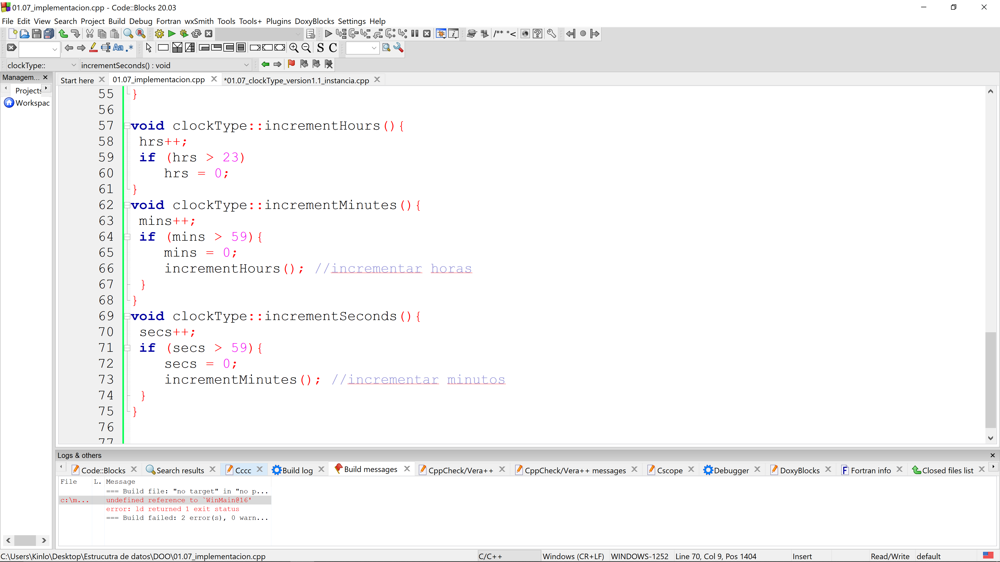 01.07_implementacion.cpp - Code::Blocks 20.03
File Edit View Search Project Build Debug Fortran wxSmith Tools Tools+ Plugins DoxyBlocks Settings Help
/** *<
Aa .* S C
clockType:: incrementSeconds() : void
Managem... Start here 01.07_implementacion.cpp *01.07_clockType_version1.1_instancia.cpp
Projects
Workspac
55 }
56
57 void clockType::incrementHours(){
58 hrs++;
59 if (hrs > 23)
60 hrs = 0;
61 }
62 void clockType::incrementMinutes(){
63 mins++;
64 if (mins > 59){
65 mins = 0;
66 incrementHours(); //incrementar horas
67 }
68 }
69 void clockType::incrementSeconds(){
70 secs++;
71 if (secs > 59){
72 secs = 0;
73 incrementMinutes(); //incrementar minutos
74 }
75 }
76
77
Logs & others
Code::Blocks Search results Cccc Build log Build messages CppCheck/Vera++ CppCheck/Vera++ messages Cscope Debugger DoxyBlocks Fortran info Closed files list
File L. Message
=== Build file: "no target" in "no p...
c:\m... undefined reference to `WinMain@16'
error: ld returned 1 exit status
=== Build failed: 2 error(s), 0 warn...
C:\Users\Kinlo\Desktop\Estrucutra de datos\DOO\01.07_implementacion.cpp C/C++ Windows (CR+LF) WINDOWS-1252 Line 70, Col 9, Pos 1404 Insert Read/Write default